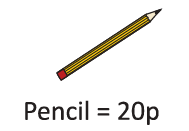 Pencil = 20p